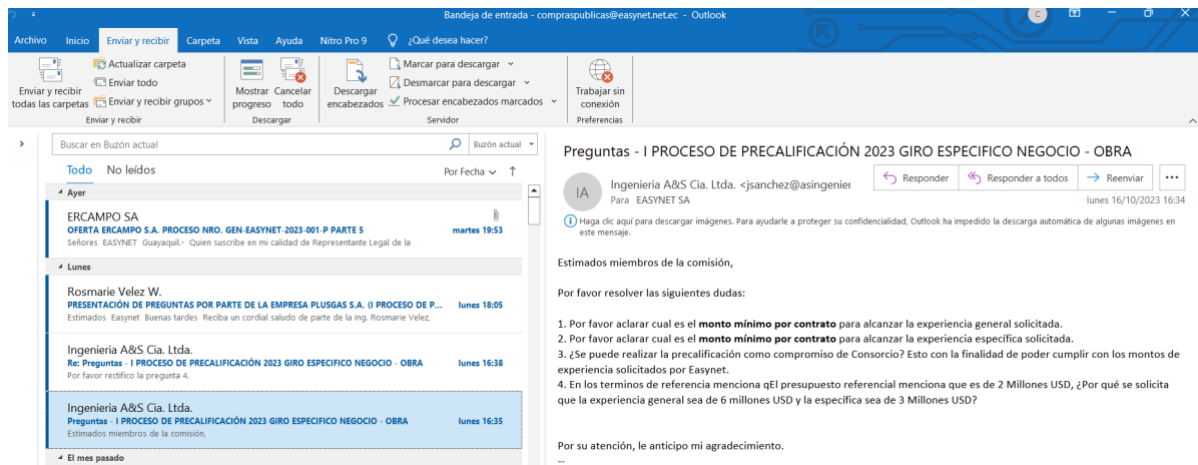 Bandeja de entrada - compraspublicas@easynet.net.ec - Outlook
C
Archivo Inicio Enviar y recibir Carpeta Vista Ayuda Nitro Pro 9 ¿Qué desea hacer?
Enviar y recibir todas las carpetas
Actualizar carpeta
Enviar todo
Enviar y recibir grupos
Enviar y recibir
Mostrar progreso
Cancelar todo
Descargar
Descargar encabezados
Marcar para descargar
Desmarcar para descargar
Procesar encabezados marcados
Servidor
Trabajar sin conexión
Preferencias
Buscar en Buzón actual
Buzón actual
Todo No leídos
Por Fecha
Ayer
ERCAMPO SA
OFERTA ERCAMPO S.A. PROCESO NRO. GEN-EASYNET-2023-001-P PARTE 5 martes 19:53
Señores EASYNET Guayaquil.- Quien suscribe en mi calidad de Representante Legal de la
Lunes
Rosmarie Velez W.
PRESENTACIÓN DE PREGUNTAS POR PARTE DE LA EMPRESA PLUSGAS S.A. (I PROCESO DE P... lunes 18:05
Estimados Easynet Buenas tardes Reciba un cordial saludo de parte de la Ing. Rosmarie Velez,
Ingenieria A&S Cia. Ltda.
Re: Preguntas - I PROCESO DE PRECALIFICACIÓN 2023 GIRO ESPECIFICO NEGOCIO - OBRA lunes 16:38
Por favor rectifico la pregunta 4.
Ingenieria A&S Cia. Ltda.
Preguntas - I PROCESO DE PRECALIFICACIÓN 2023 GIRO ESPECIFICO NEGOCIO - OBRA lunes 16:35
Estimados miembros de la comisión,
El mes pasado
Preguntas - I PROCESO DE PRECALIFICACIÓN 2023 GIRO ESPECIFICO NEGOCIO - OBRA
IA
Ingenieria A&S Cia. Ltda. <jsanchez@asingenier
Para EASYNET SA
Responder Responder a todos Reenviar
lunes 16/10/2023 16:34
Haga clic aquí para descargar imágenes. Para ayudarle a proteger su confidencialidad, Outlook ha impedido la descarga automática de algunas imágenes en
este mensaje.
Estimados miembros de la comisión,
Por favor resolver las siguientes dudas:
1. Por favor aclarar cual es el monto mínimo por contrato para alcanzar la experiencia general solicitada.
2. Por favor aclarar cual es el monto mínimo por contrato para alcanzar la experiencia específica solicitada.
3. ¿Se puede realizar la precalificación como compromiso de Consorcio? Esto con la finalidad de poder cumplir con los montos de
experiencia solicitados por Easynet.
4. En los terminos de referencia menciona qEl presupuesto referencial menciona que es de 2 Millones USD, ¿Por qué se solicita
que la experiencia general sea de 6 millones USD y la específica sea de 3 Millones USD?
Por su atención, le anticipo mi agradecimiento.
--